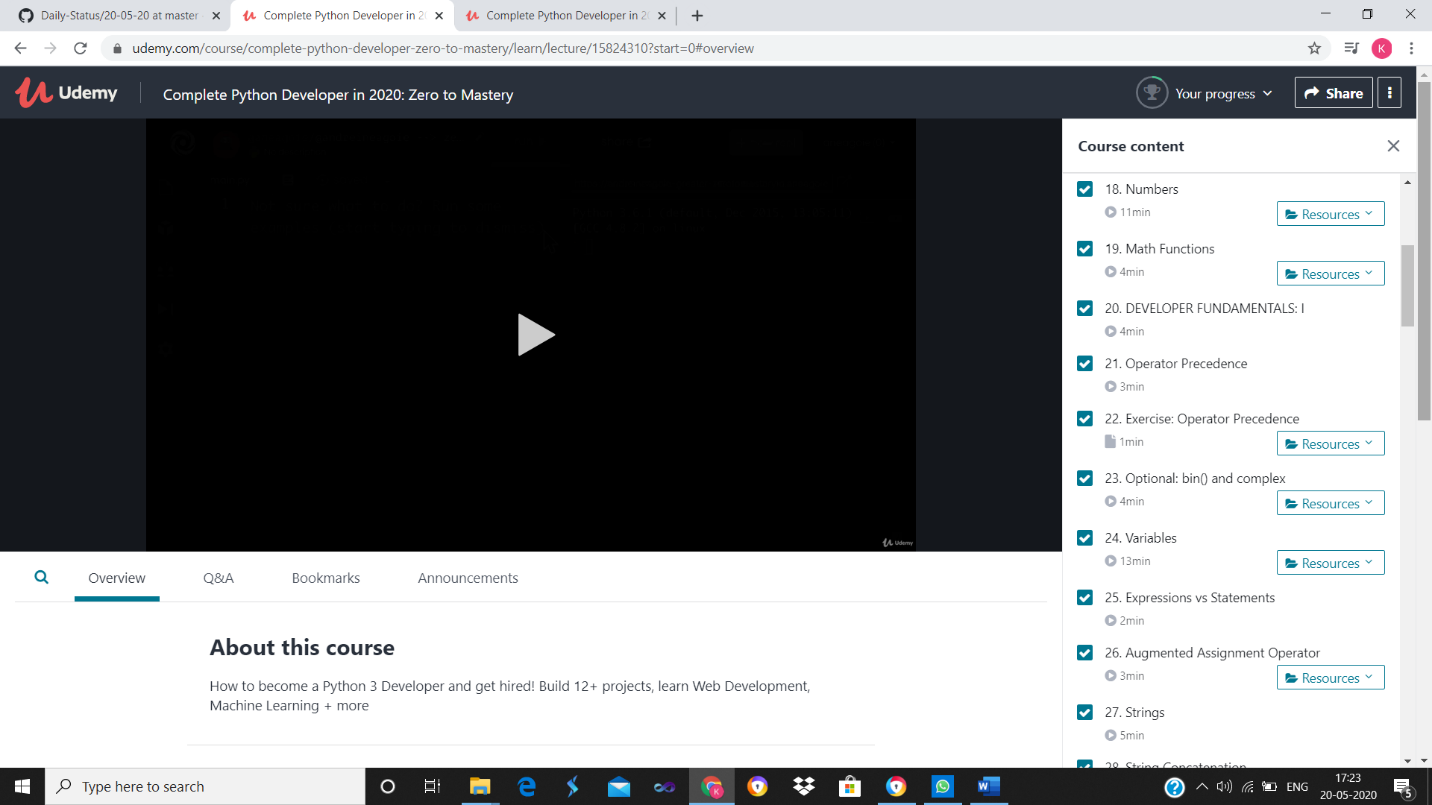 Daily-Status/20-05-20 at master
Complete Python Developer in 2
Complete Python Developer in 2
udemy.com/course/complete-python-developer-zero-to-mastery/learn/lecture/15824310?start=0#overview
K
Udemy
Complete Python Developer in 2020: Zero to Mastery
Your progress
Share
Course content
18. Numbers
11min
Resources
19. Math Functions
4min
Resources
20. DEVELOPER FUNDAMENTALS: I
4min
21. Operator Precedence
3min
22. Exercise: Operator Precedence
1min
Resources
23. Optional: bin() and complex
4min
Resources
24. Variables
13min
Resources
25. Expressions vs Statements
2min
26. Augmented Assignment Operator
3min
Resources
27. Strings
5min
28. String Concatenation
Udemy
Overview
Q&A
Bookmarks
Announcements
About this course
How to become a Python 3 Developer and get hired! Build 12+ projects, learn Web Development,
Machine Learning + more
Type here to search
K
ENG
17:23
20-05-2020
5